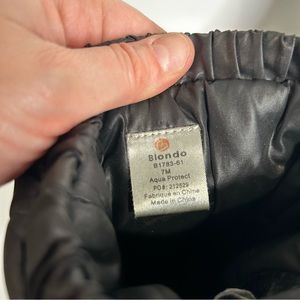 Blondo
B1783-61
7M
Aqua Protect
PO#: 212529
Fabriqué en Chine
Made in China